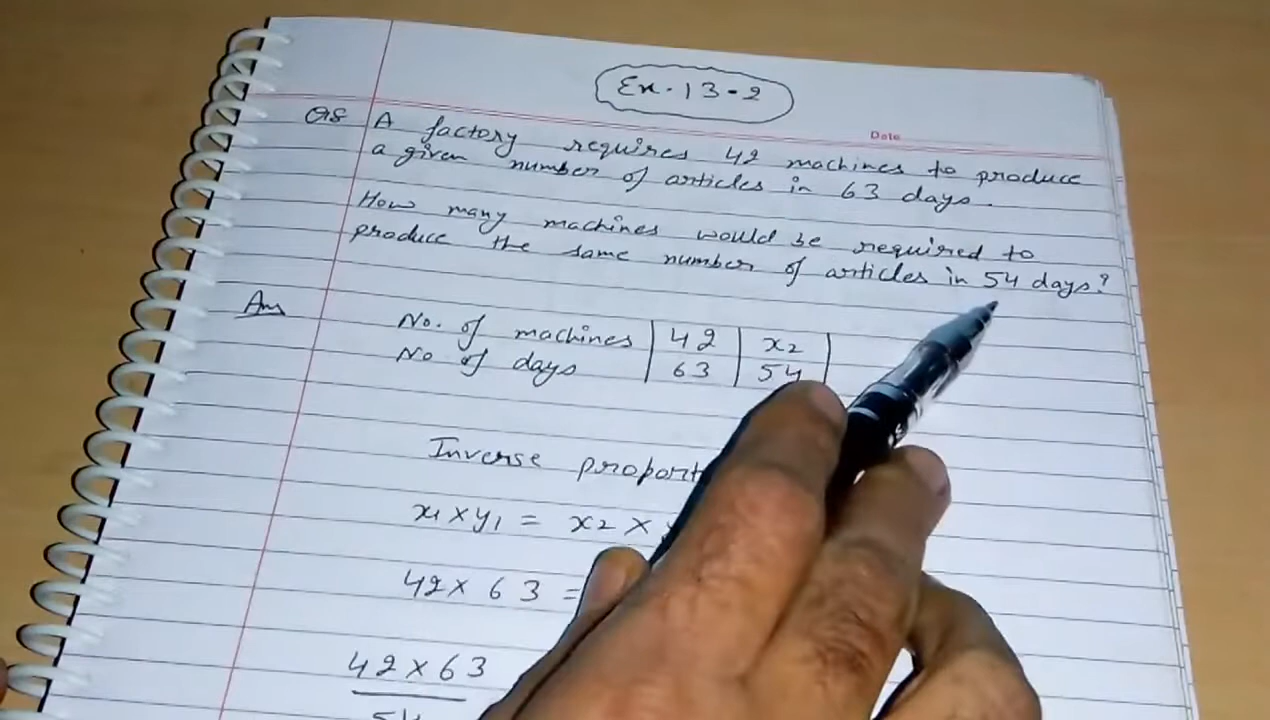 Ex. 13.2
Date
Q8 A factory requires 42 machines to produce
a given number of articles in 63 days.
How many machines would be required to
produce the same number of articles in 54 days?
Ans
No. of machines | 42 | x2 |
No of days | 63 | 54 |
Inverse
x1 × y1 = x2 ×
42 × 63 =
42 × 63
54